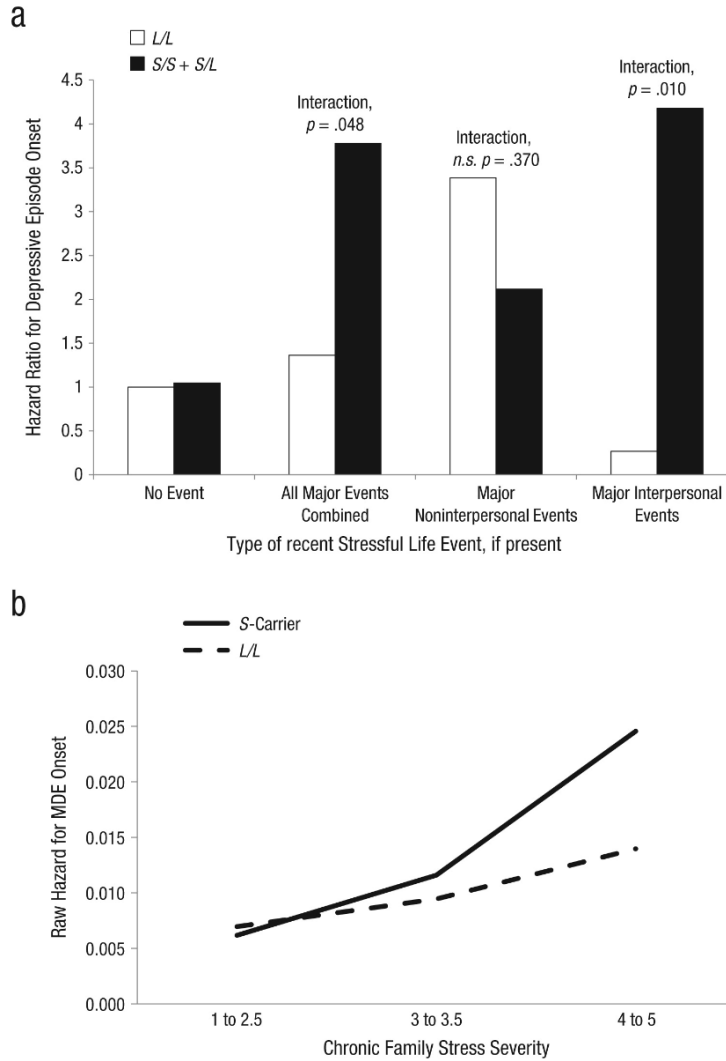 a
L/L
S/S + S/L
Hazard Ratio for Depressive Episode Onset
4.5
4
3.5
3
2.5
2
1.5
1
0.5
0
Interaction,
p = .048
Interaction,
n.s. p = .370
Interaction,
p = .010
No Event
All Major Events
Combined
Major
Noninterpersonal Events
Major Interpersonal
Events
Type of recent Stressful Life Event, if present
b
S-Carrier
L/L
Raw Hazard for MDE Onset
0.030
0.025
0.020
0.015
0.010
0.005
0.000
1 to 2.5
3 to 3.5
4 to 5
Chronic Family Stress Severity